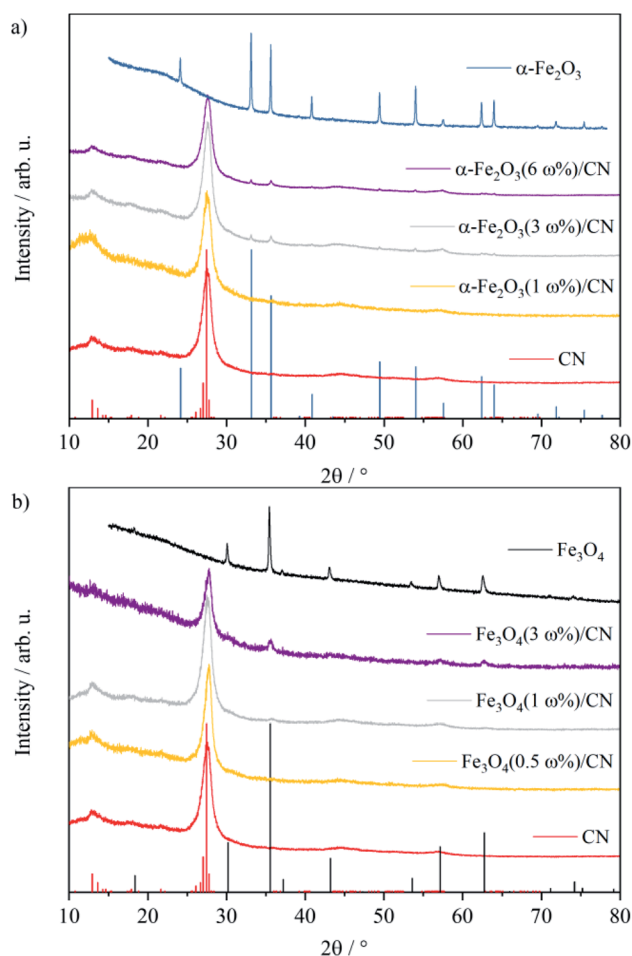 a)
Intensity / arb. u.
α-Fe₂O₃
α-Fe₂O₃(6 ω%)/CN
α-Fe₂O₃(3 ω%)/CN
α-Fe₂O₃(1 ω%)/CN
CN
10 20 30 40 50 60 70 80
2θ / °
b)
Intensity / arb. u.
Fe₃O₄
Fe₃O₄(3 ω%)/CN
Fe₃O₄(1 ω%)/CN
Fe₃O₄(0.5 ω%)/CN
CN
10 20 30 40 50 60 70 80
2θ / °